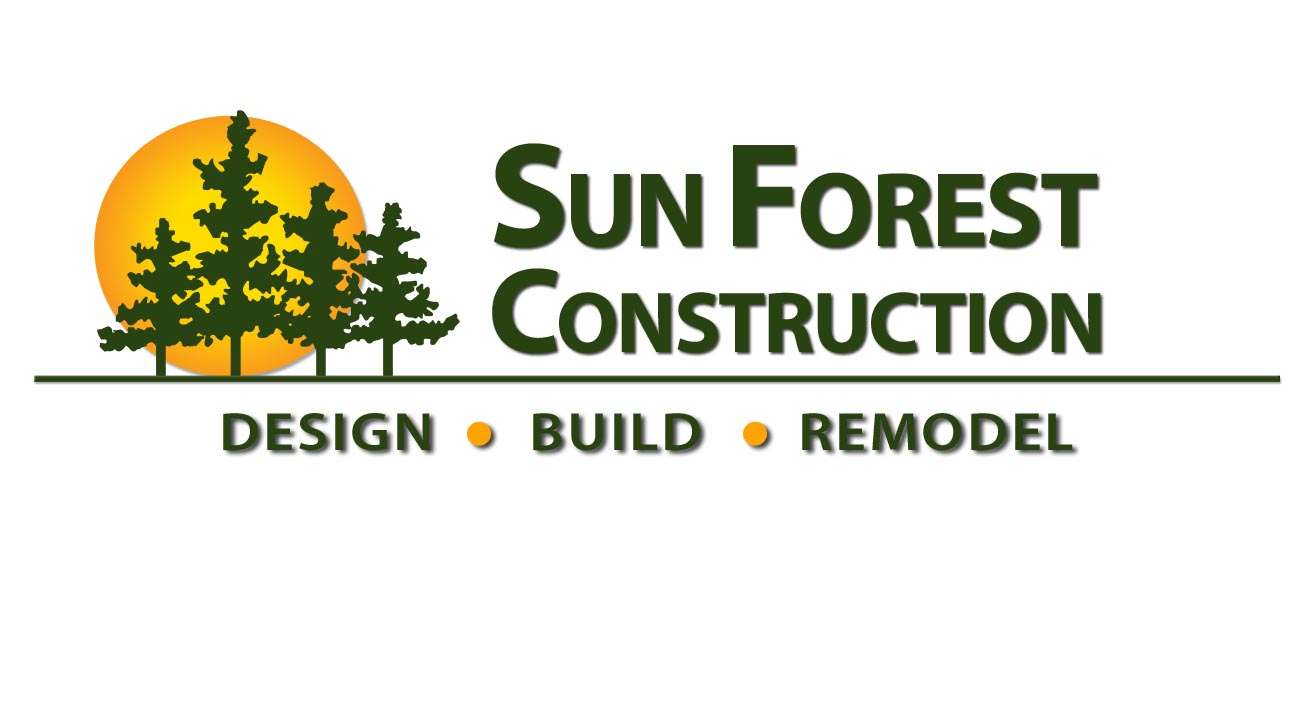 SUN FOREST
CONSTRUCTION
DESIGN • BUILD • REMODEL